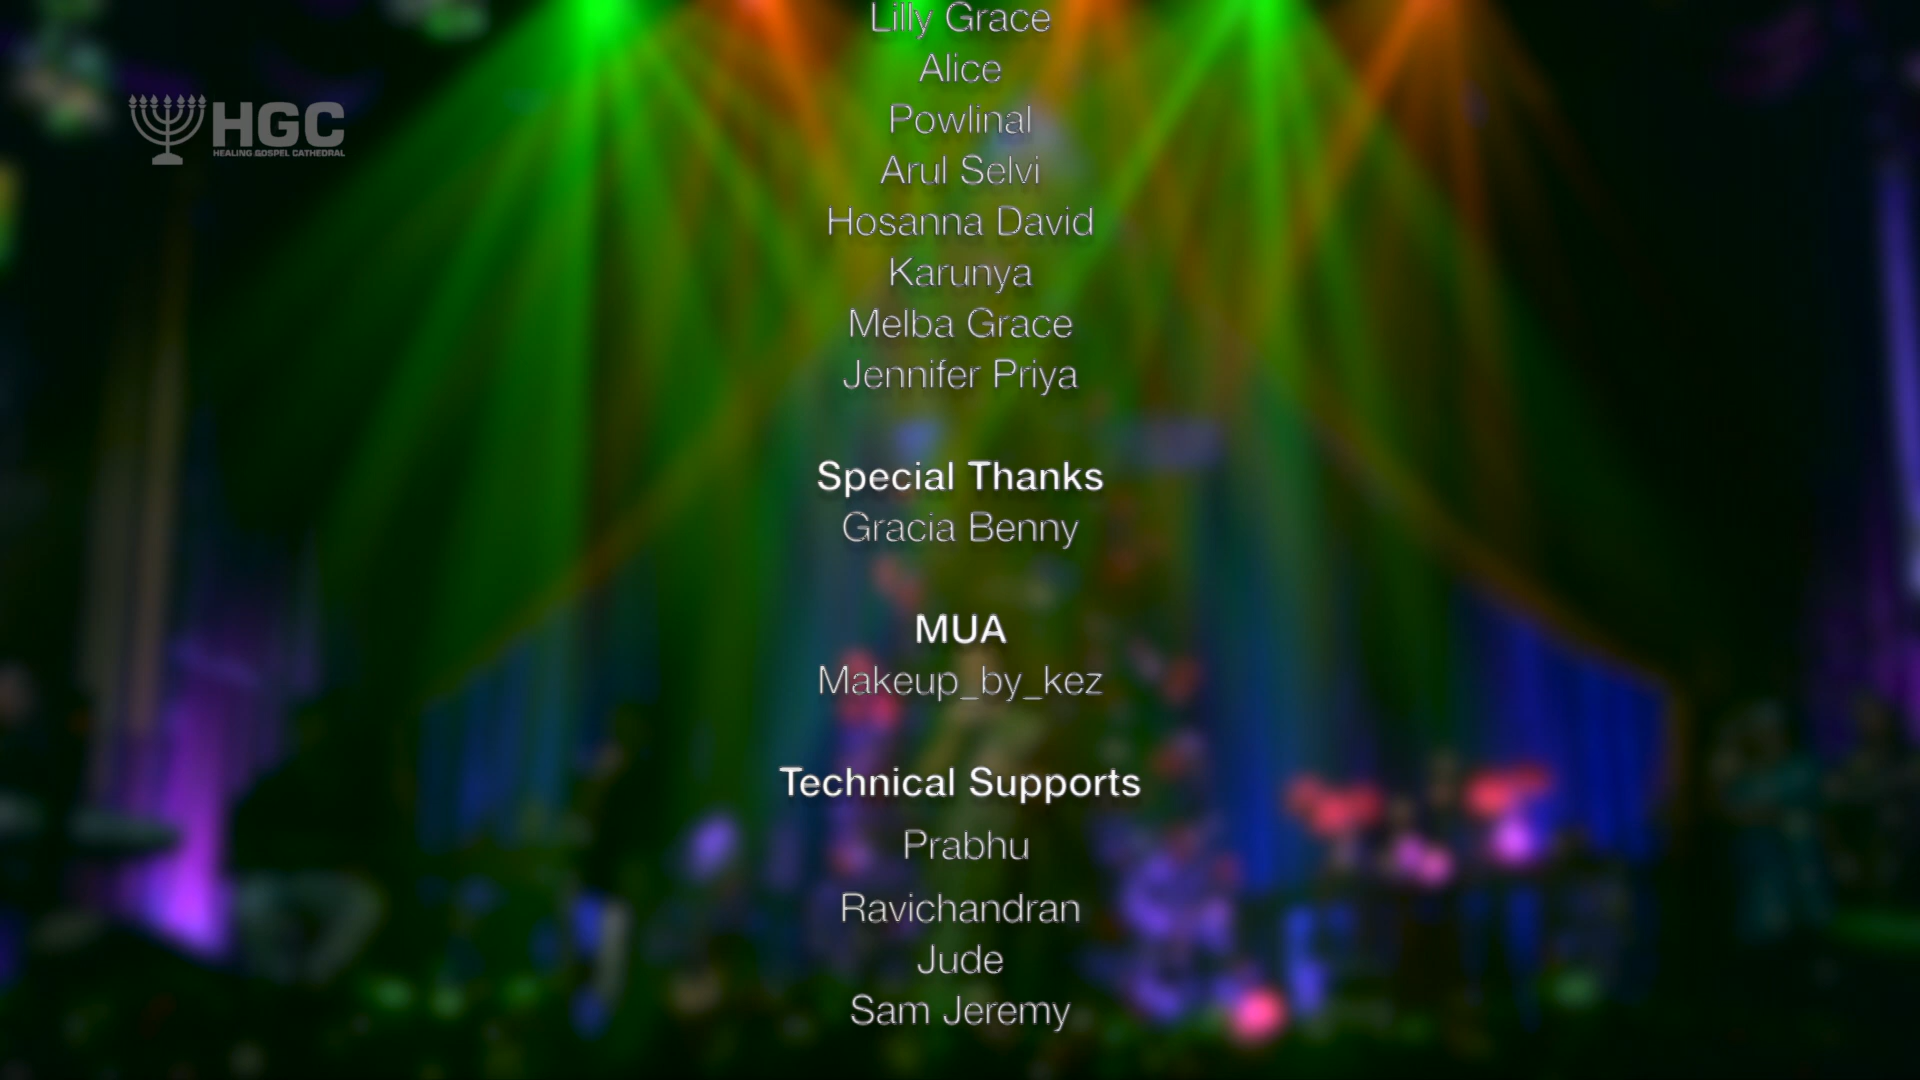 Lilly Grace
Alice
Powlinal
Arul Selvi
Hosanna David
Karunya
Melba Grace
Jennifer Priya
Special Thanks
Gracia Benny
MUA
Makeup_by_kez
Technical Supports
Prabhu
Ravichandran
Jude
Sam Jeremy
HGC
HEALING GOSPEL CATHEDRAL